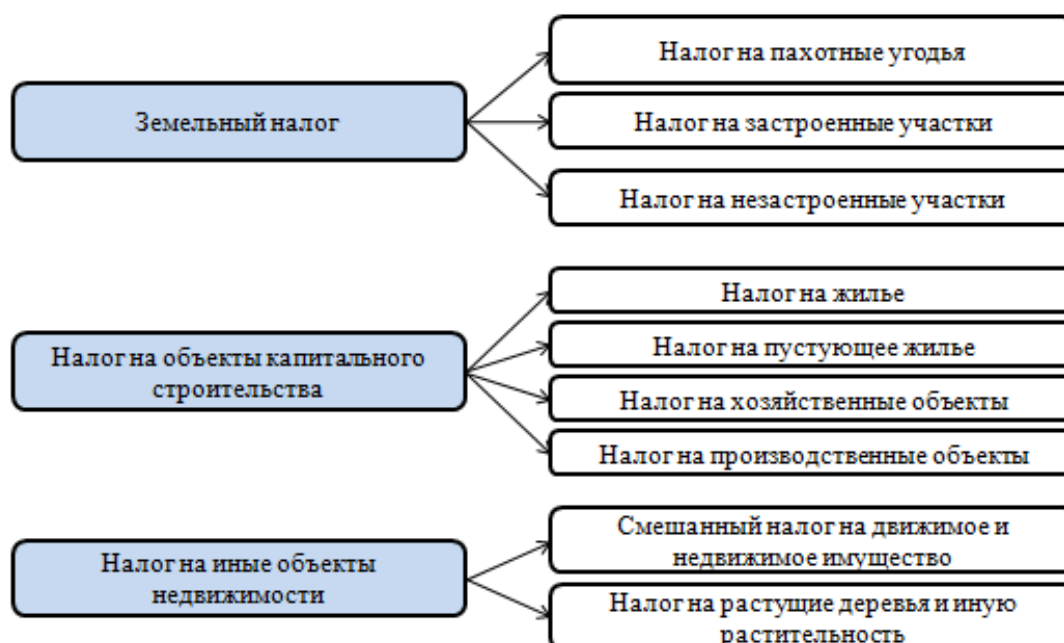 Земельный налог
Налог на пахотные угодья
Налог на застроенные участки
Налог на незастроенные участки
Налог на объекты капитального
строительства
Налог на жилье
Налог на пустующее жилье
Налог на хозяйственные объекты
Налог на производственные объекты
Налог на иные объекты
недвижимости
Смешанный налог на движимое и
недвижимое имущество
Налог на растущие деревья и иную
растительность